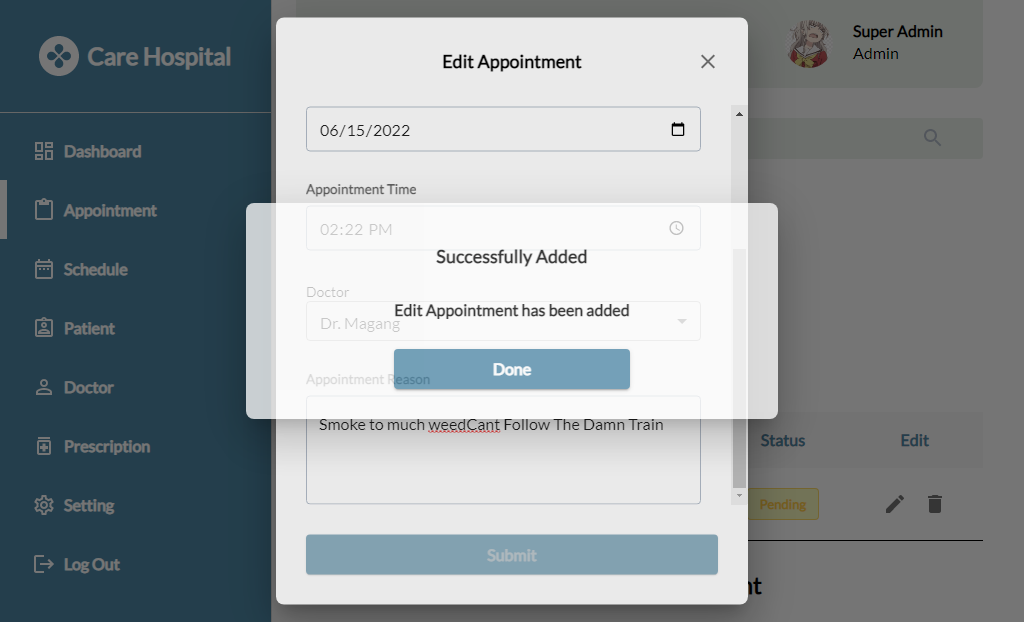 Care Hospital
Dashboard
Appointment
Schedule
Patient
Doctor
Prescription
Setting
Log Out
Super Admin
Admin
Edit Appointment
06/15/2022
Appointment Time
02:22 PM
Successfully Added
Doctor
Edit Appointment has been added
Dr. Magang
Done
Appointment Reason
Smoke to much weedCant Follow The Damn Train
Submit
Status Edit
Pending